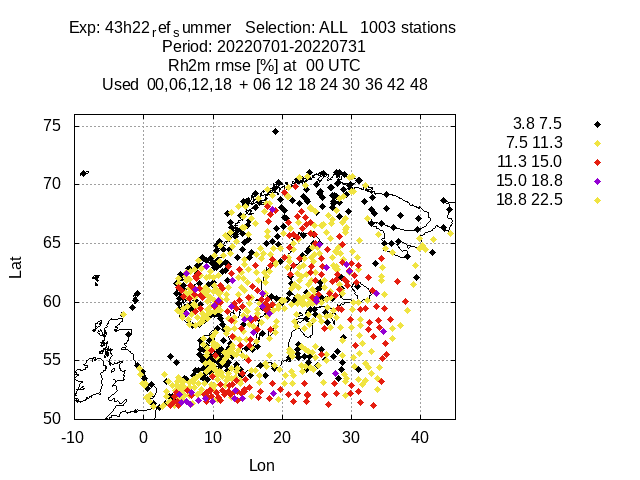 Exp: 43h22refsummer Selection: ALL 1003 stations
Period: 20220701-20220731
Rh2m rmse [%] at 00 UTC
Used 00,06,12,18 + 06 12 18 24 30 36 42 48
3.8 7.5
7.5 11.3
11.3 15.0
15.0 18.8
18.8 22.5
75
70
65
60
55
50
Lat
-10 0 10 20 30 40
Lon